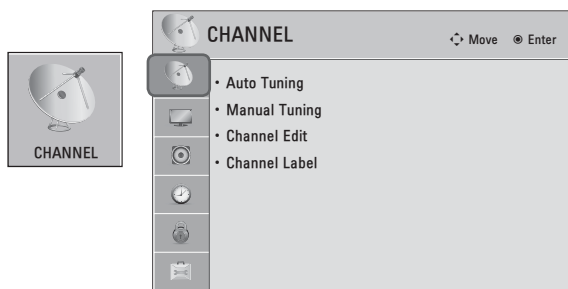 CHANNEL
CHANNEL
Move Enter
• Auto Tuning
• Manual Tuning
• Channel Edit
• Channel Label